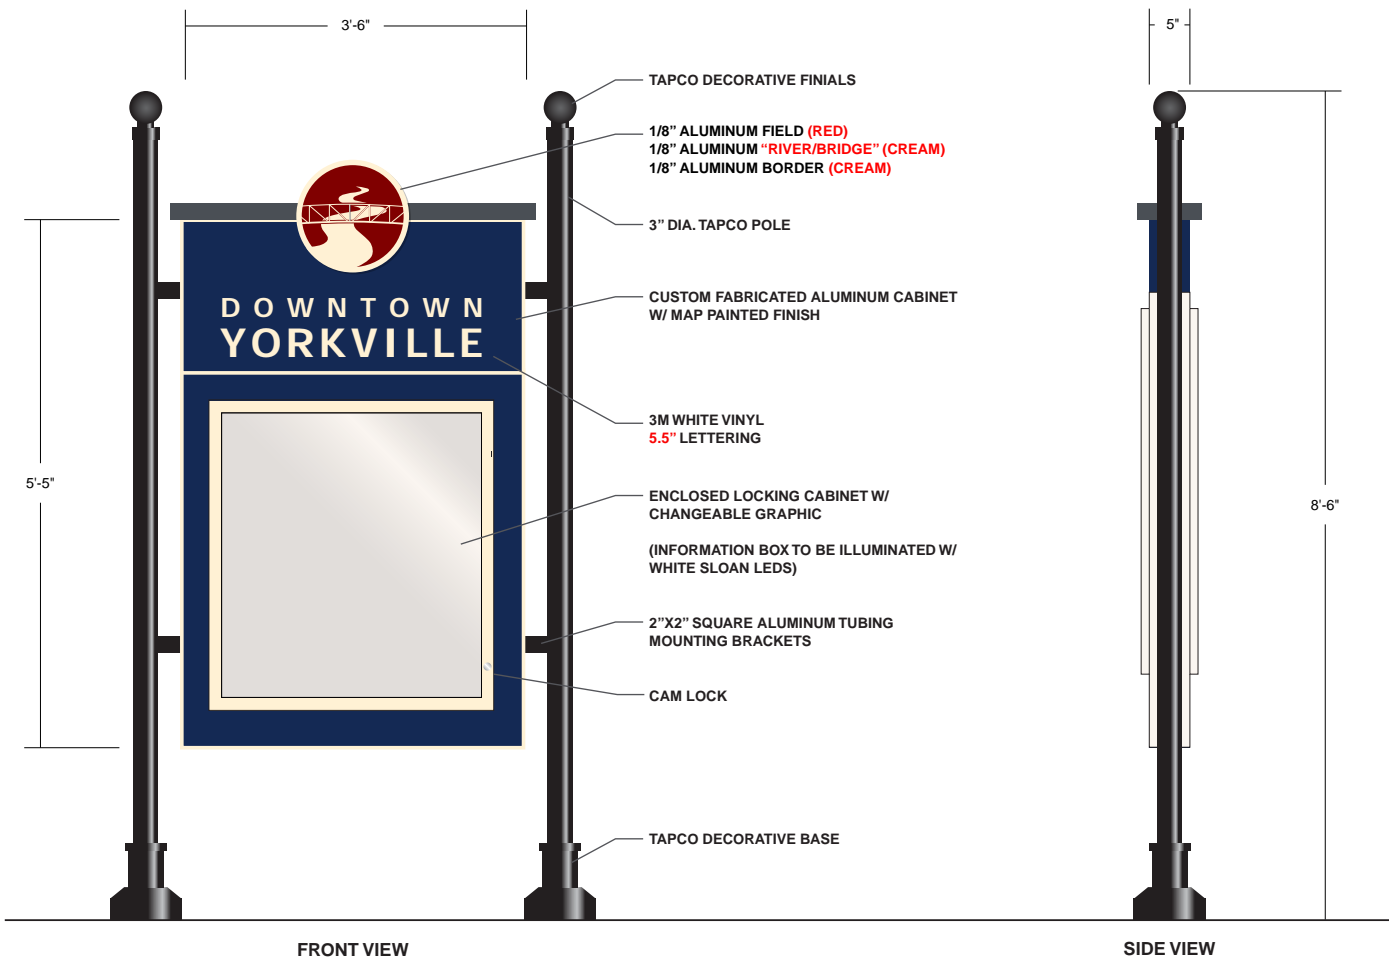 3'-6"
5"
TAPCO DECORATIVE FINIALS
1/8” ALUMINUM FIELD (RED)
1/8” ALUMINUM “RIVER/BRIDGE” (CREAM)
1/8” ALUMINUM BORDER (CREAM)
3” DIA. TAPCO POLE
CUSTOM FABRICATED ALUMINUM CABINET
W/ MAP PAINTED FINISH
DOWNTOWN
YORKVILLE
3M WHITE VINYL
5.5” LETTERING
5'-5"
ENCLOSED LOCKING CABINET W/
CHANGEABLE GRAPHIC
(INFORMATION BOX TO BE ILLUMINATED W/
WHITE SLOAN LEDS)
8'-6"
2”X2” SQUARE ALUMINUM TUBING
MOUNTING BRACKETS
CAM LOCK
TAPCO DECORATIVE BASE
FRONT VIEW
SIDE VIEW